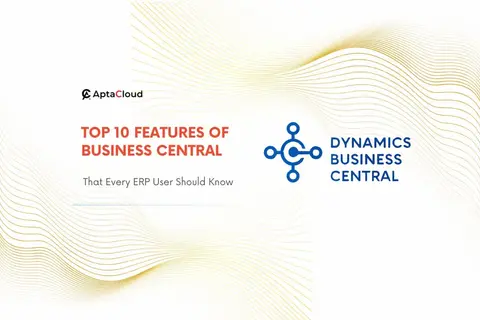 AptaCloud
TOP 10 FEATURES OF
BUSINESS CENTRAL
That Every ERP User Should Know
DYNAMICS
BUSINESS
CENTRAL